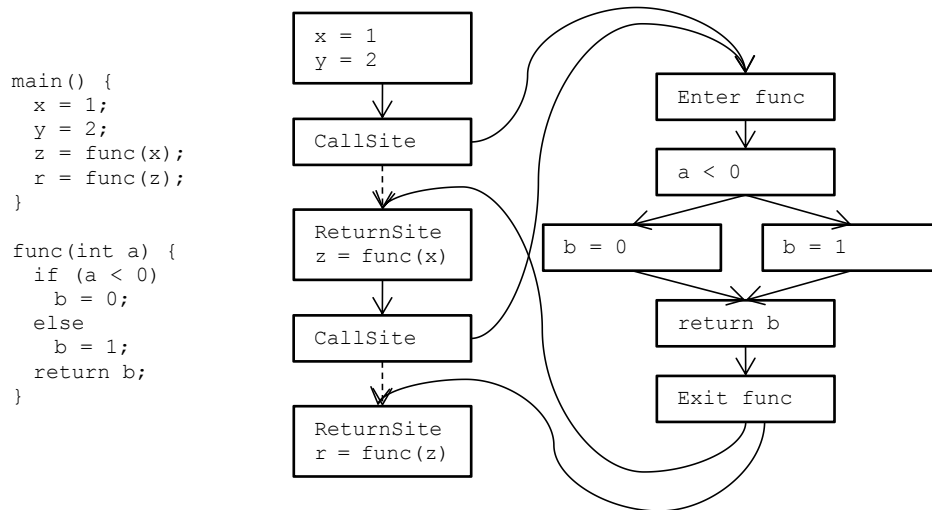 main() {
x = 1;
y = 2;
z = func(x);
r = func(z);
}
func(int a) {
if (a < 0)
b = 0;
else
b = 1;
return b;
}
x = 1
y = 2
CallSite
ReturnSite
z = func(x)
CallSite
ReturnSite
r = func(z)
Enter func
a < 0
b = 0
b = 1
return b
Exit func